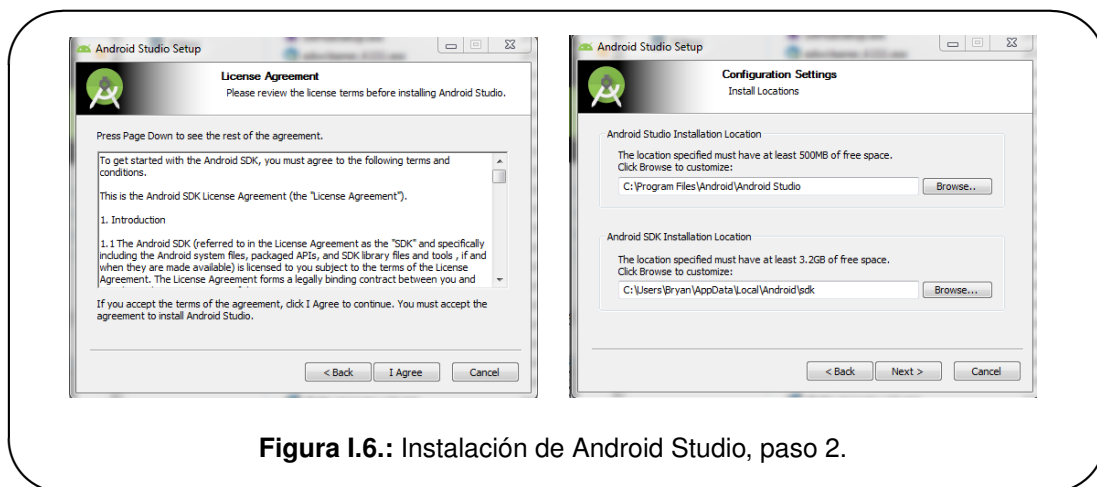 Android Studio Setup
License Agreement
Please review the license terms before installing Android Studio.
Press Page Down to see the rest of the agreement.
To get started with the Android SDK, you must agree to the following terms and
conditions.
This is the Android SDK License Agreement (the "License Agreement").
1. Introduction
1.1 The Android SDK (referred to in the License Agreement as the "SDK" and specifically
including the Android system files, packaged APIs, and SDK library files and tools , if and
when they are made available) is licensed to you subject to the terms of the License
Agreement. The License Agreement forms a legally binding contract between you and
If you accept the terms of the agreement, click I Agree to continue. You must accept the
agreement to install Android Studio.
< Back
I Agree
Cancel
Android Studio Setup
Configuration Settings
Install Locations
Android Studio Installation Location
The location specified must have at least 500MB of free space.
Click Browse to customize:
C:\Program Files\Android\Android Studio
Browse..
Android SDK Installation Location
The location specified must have at least 3.2GB of free space.
Click Browse to customize:
C:\Users\Bryan\AppData\Local\Android\sdk
Browse...
< Back
Next >
Cancel
Figura I.6.: Instalación de Android Studio, paso 2.